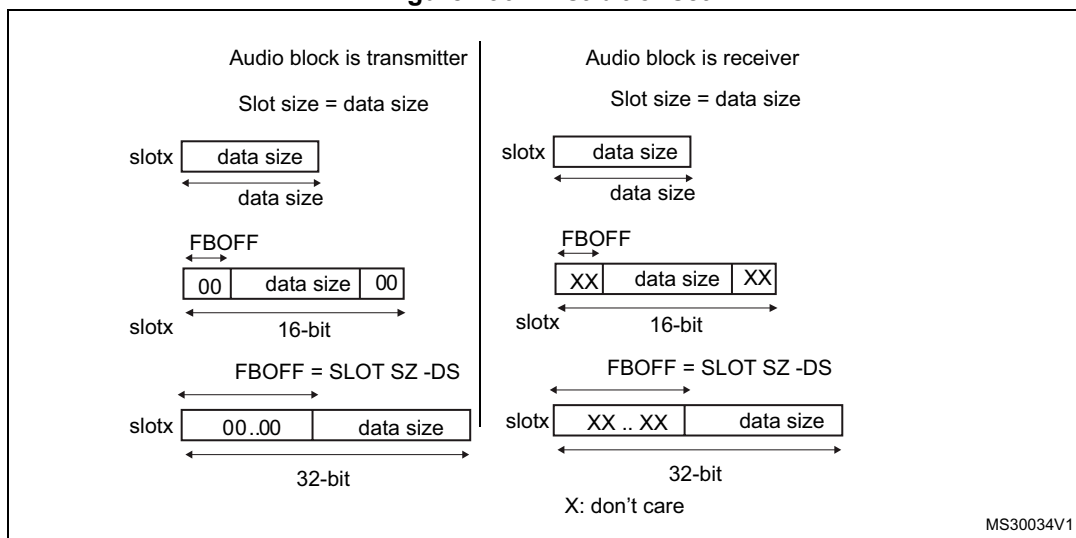 Audio block is transmitter
Slot size = data size
slotx data size
data size
FBOFF
00 data size 00
slotx 16-bit
FBOFF = SLOT SZ -DS
slotx 00..00 data size
32-bit
Audio block is receiver
Slot size = data size
slotx data size
data size
FBOFF
XX data size XX
slotx 16-bit
FBOFF = SLOT SZ -DS
slotx XX .. XX data size
32-bit
X: don't care
MS30034V1